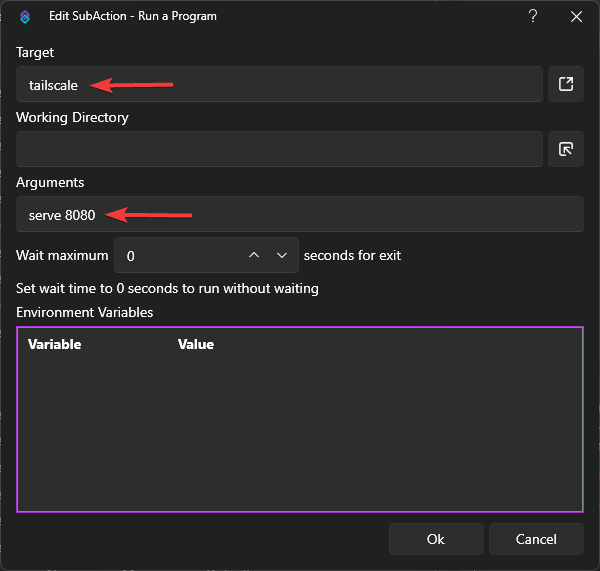 Edit SubAction - Run a Program ?
Target
tailscale
Working Directory
Arguments
serve 8080
Wait maximum 0 seconds for exit
Set wait time to 0 seconds to run without waiting
Environment Variables
Variable Value
Ok Cancel